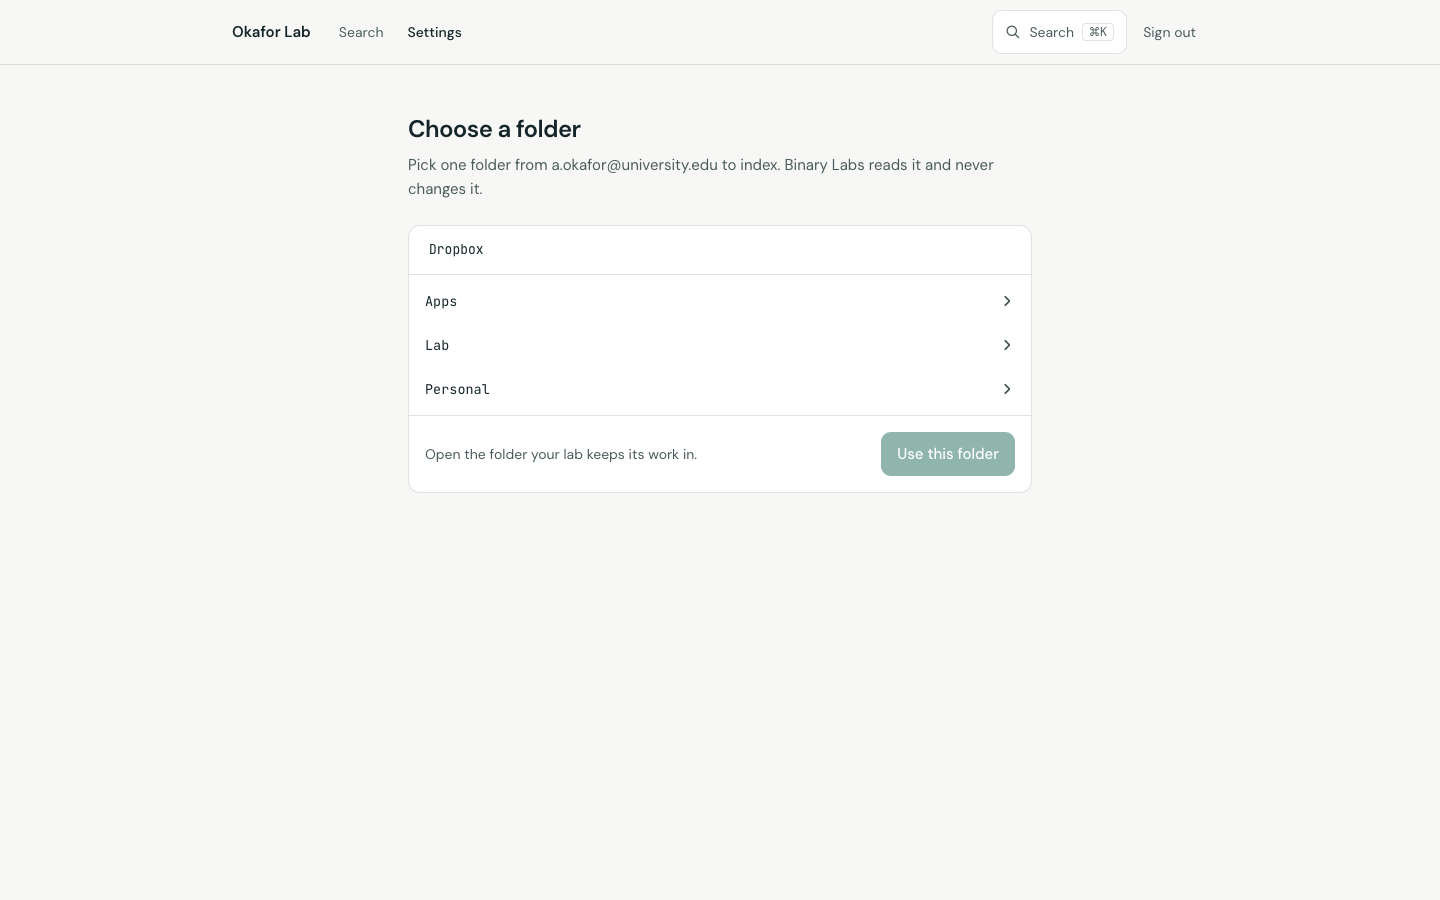 Okafor Lab Search Settings Search ⌘K Sign out
Choose a folder
Pick one folder from a.okafor@university.edu to index. Binary Labs reads it and never
changes it.
Dropbox
Apps
Lab
Personal
Open the folder your lab keeps its work in. Use this folder